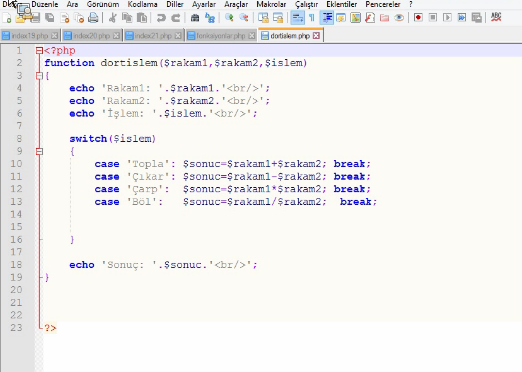 Düzenle Ara Görünüm Kodlama Diller Ayarlar Araçlar Makrolar Çalıştır Eklentiler Pencereler ?
index19.php index20.php index21.php fonksiyonlar.php dortislem.php
1 <?php
2 function dortislem($rakam1,$rakam2,$islem)
3 {
4 echo 'Rakam1: '.$rakam1.'<br/>';
5 echo 'Rakam2: '.$rakam2.'<br/>';
6 echo 'İşlem: '.$islem.'<br/>';
7
8 switch($islem)
9 {
10 case 'Topla': $sonuc=$rakam1+$rakam2; break;
11 case 'Çıkar': $sonuc=$rakam1-$rakam2; break;
12 case 'Çarp': $sonuc=$rakam1*$rakam2; break;
13 case 'Böl': $sonuc=$rakam1/$rakam2; break;
14
15
16 }
17
18 echo 'Sonuç: '.$sonuc.'<br/>';
19 }
20
21
22
23 ?>